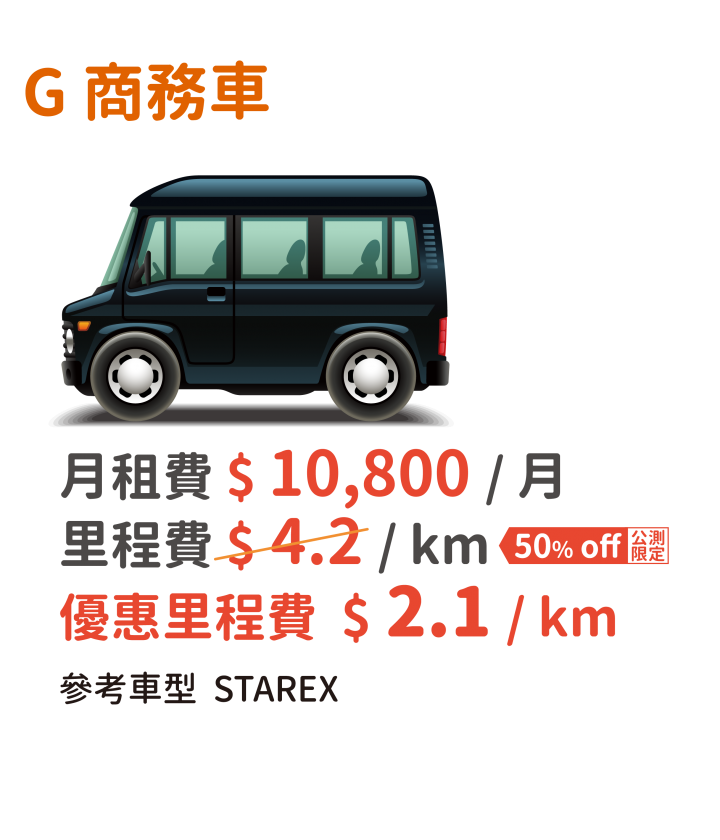 G 商務車
月租費 $ 10,800 / 月
里程費 $ 4.2 / km 50% off 公測限定
優惠里程費 $ 2.1 / km
參考車型 STAREX